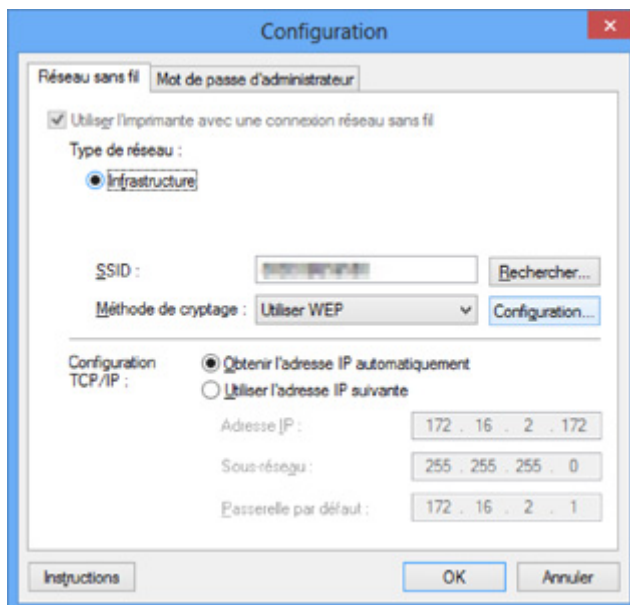 Configuration
Réseau sans fil Mot de passe d'administrateur
Utiliser l'imprimante avec une connexion réseau sans fil
Type de réseau :
Infrastructure
SSID : Rechercher...
Méthode de cryptage : Utiliser WEP Configuration...
Configuration TCP/IP :
Obtenir l'adresse IP automatiquement
Utiliser l'adresse IP suivante
Adresse IP : 172 . 16 . 2 . 172
Sous-réseau : 255 . 255 . 255 . 0
Passerelle par défaut : 172 . 16 . 2 . 1
Instructions OK Annuler